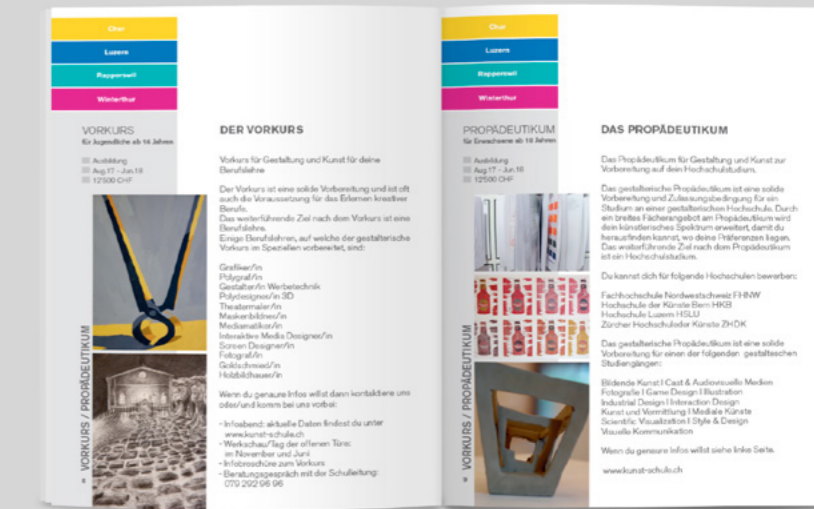 Chur
Luzern
Rapperswil
Winterthur
VORKURS
für Jugendliche ab 16 Jahren
Ausbildung
Aug.17 - Jun.18
12'500 CHF
VORKURS / PROPÄDEUTIKUM
8
DER VORKURS
Vorkurs für Gestaltung und Kunst für deine
Berufslehre
Der Vorkurs ist eine solide Vorbereitung und ist oft
auch die Voraussetzung für das Erlernen kreativer
Berufe.
Das weiterführende Ziel nach dem Vorkurs ist eine
Berufslehre.
Einige Berufslehren, auf welche der gestalterische
Vorkurs im Speziellen vorbereitet, sind:
Grafiker/in
Polygraf/in
Gestalter/in Werbetechnik
Polydesigner/in 3D
Theatermaler/in
Maskenbildner/in
Mediamatiker/in
Interactive Media Designer/in
Screen Designer/in
Fotograf/in
Goldschmied/in
Holzbildhauer/in
Wenn du genaure Infos willst dann kontaktiere uns
oder/und komm bei uns vorbei:
- Infoabend: aktuelle Daten findest du unter
www.kunst-schule.ch
- Werkschau/Tag der offenen Türe:
im November und Juni
- Infobroschüre zum Vorkurs
- Beratungsgespräch mit der Schulleitung:
079 292 96 96
Chur
Luzern
Rapperswil
Winterthur
PROPÄDEUTIKUM
für Erwachsene ab 18 Jahren
Ausbildung
Aug.17 - Jun.18
12'500 CHF
VORKURS / PROPÄDEUTIKUM
9
DAS PROPÄDEUTIKUM
Das Propädeutikum für Gestaltung und Kunst zur
Vorbereitung auf dein Hochschulstudium.
Das gestalterische Propädeutikum ist eine solide
Vorbereitung und Zulassungsbedingung für ein
Studium an einer gestalterischen Hochschule. Durch
ein breites Fächerangebot am Propädeutikum wird
dein künstlerisches Spektrum erweitert, damit du
herausfinden kannst, wo deine Präferenzen liegen.
Das weiterführende Ziel nach dem Propädeutikum
ist ein Hochschulstudium.
Du kannst dich für folgende Hochschulen bewerben:
Fachhochschule Nordwestschweiz FHNW
Hochschule der Künste Bern HKB
Hochschule Luzern HSLU
Zürcher Hochschuleder Künste ZHDK
Das gestalterische Propädeutikum ist eine solide
Vorbereitung für einen der folgenden gestalteschen
Studiengängen:
Bildende Kunst I Cast & Audiovisuelle Medien
Fotografie I Game Design I Illustration
Industrial Design I Interaction Design
Kunst und Vermittlung I Mediale Künste
Scientific Visualization I Style & Design
Visuelle Kommunikation
Wenn du genaure Infos willst siehe linke Seite.
www.kunst-schule.ch